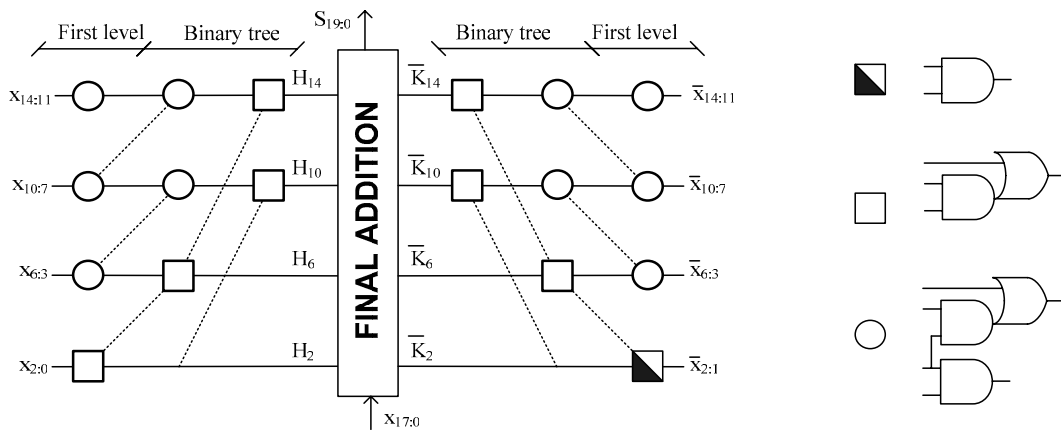 S₁₉:₀
First level
Binary tree
Binary tree
First level
x₁₄:₁₁
H₁₄
K̅₁₄
x̅₁₄:₁₁
x₁₀:₇
H₁₀
K̅₁₀
x̅₁₀:₇
FINAL ADDITION
x₆:₃
H₆
K̅₆
x̅₆:₃
x₂:₀
H₂
K̅₂
x̅₂:₁
x₁₇:₀